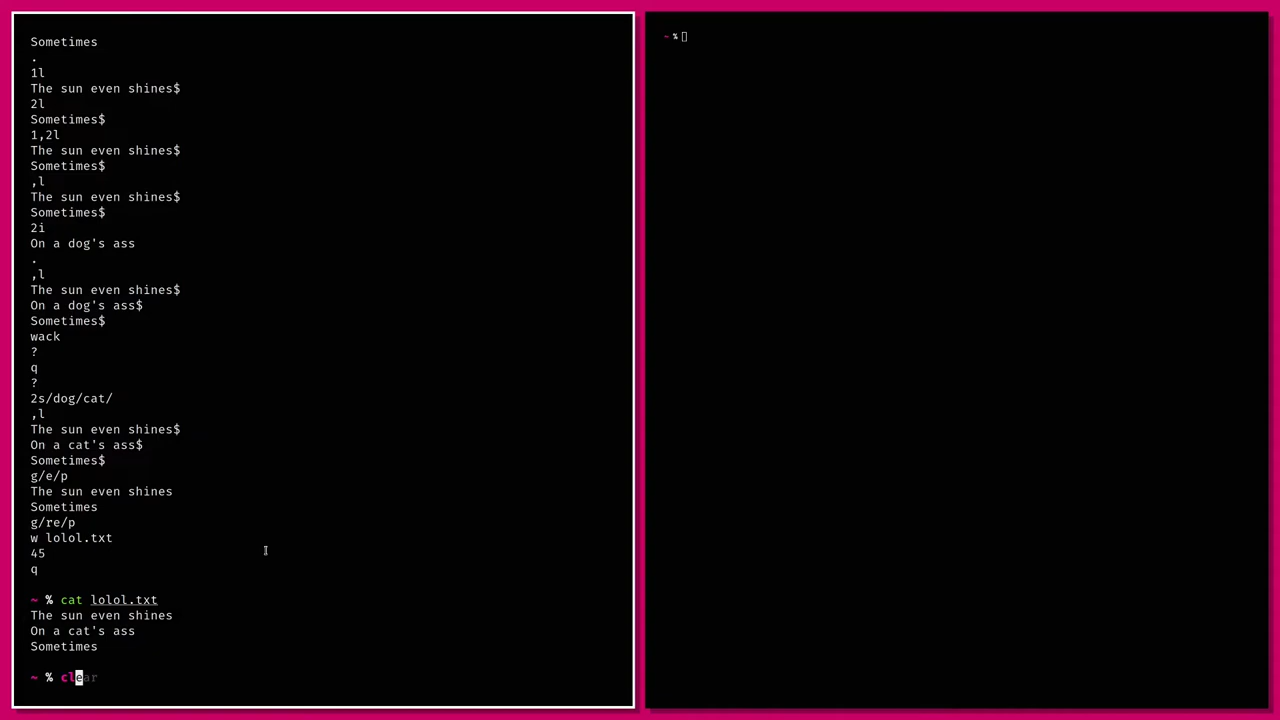 Sometimes
.
1l
The sun even shines$
2l
Sometimes$
1,2l
The sun even shines$
Sometimes$
,l
The sun even shines$
Sometimes$
2i
On a dog's ass
.
,l
The sun even shines$
On a dog's ass$
Sometimes$
wack
?
q
?
2s/dog/cat/
,l
The sun even shines$
On a cat's ass$
Sometimes$
g/e/p
The sun even shines
Sometimes
g/re/p
w lolol.txt
45
q
~ % cat lolol.txt
The sun even shines
On a cat's ass
Sometimes
~ % clear
~ %